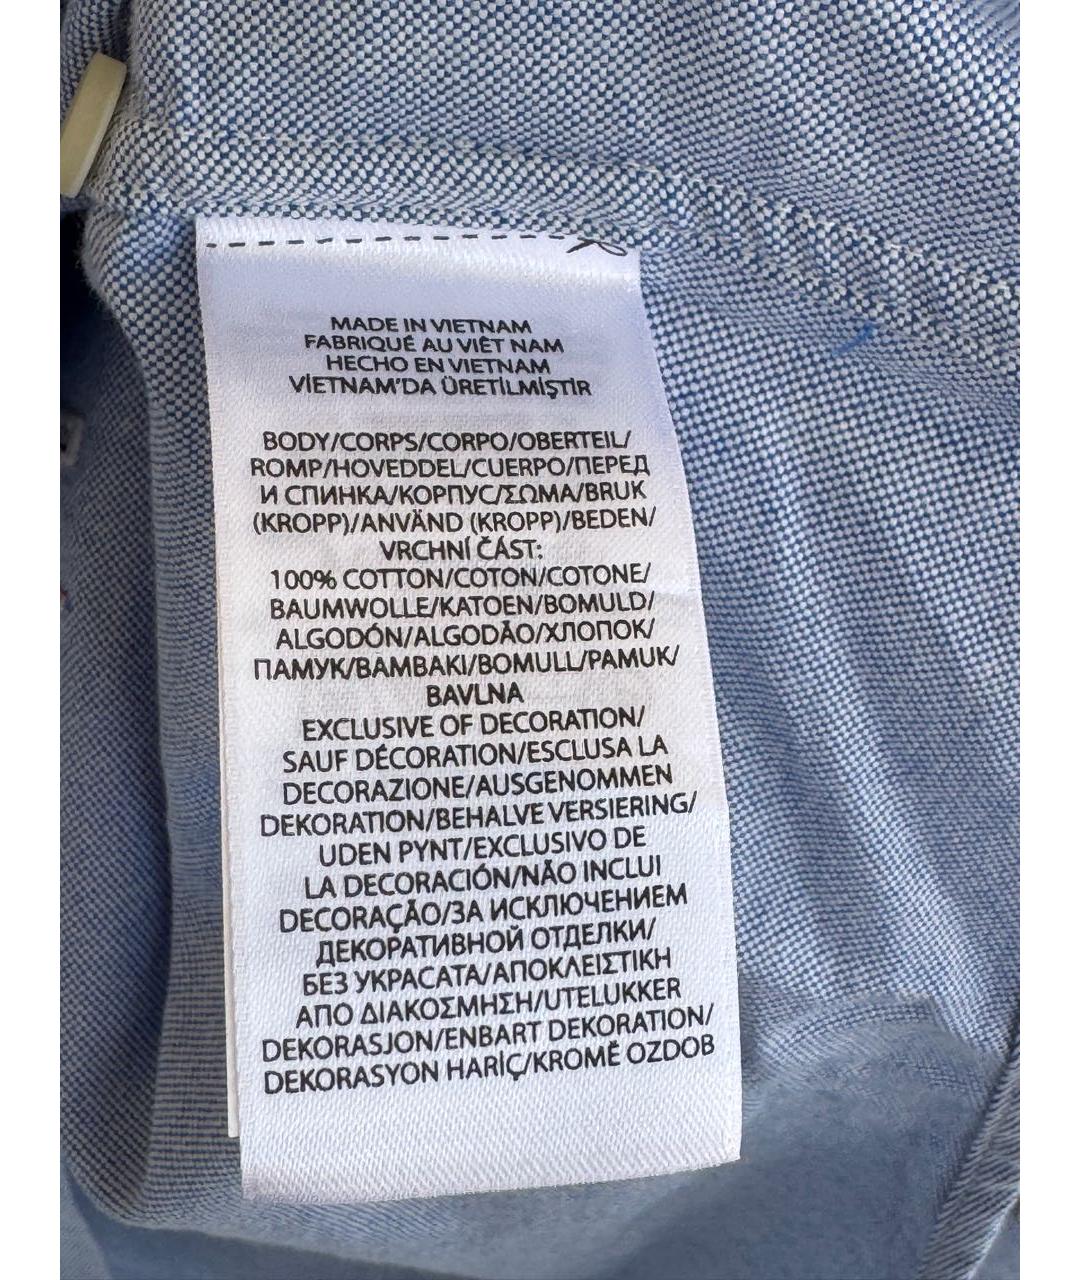 MADE IN VIETNAM
FABRIQUÉ AU VIÊT NAM
HECHO EN VIETNAM
VİETNAM'DA ÜRETİLMİŞTİR
BODY/CORPS/CORPO/OBERTEIL/
ROMP/HOVEDDEL/CUERPO/ПЕРЕД
И СПИНКА/КОРПУС/ΣΩΜΑ/BRUK
(KROPP)/ANVÄND (KROPP)/BEDEN/
VRCHNÍ ČÁST:
100% COTTON/COTON/COTONE/
BAUMWOLLE/KATOEN/BOMULD/
ALGODÓN/ALGODÃO/ХЛОПОК/
ПАМУК/ΒΑΜΒΑΚΙ/BOMULL/PAMUK/
BAVLNA
EXCLUSIVE OF DECORATION/
SAUF DÉCORATION/ESCLUSA LA
DECORAZIONE/AUSGENOMMEN
DEKORATION/BEHALVE VERSIERING/
UDEN PYNT/EXCLUSIVO DE
LA DECORACIÓN/NÃO INCLUI
DECORAÇÃO/ЗА ИСКЛЮЧЕНИЕМ
ДЕКОРАТИВНОЙ ОТДЕЛКИ/
БЕЗ УКРАСАТА/ΑΠΟΚΛΕΙΣΤΙΚΗ
ΑΠΟ ΔΙΑΚΟΣΜΗΣΗ/UTELUKKER
DEKORASJON/ENBART DEKORATION/
DEKORASYON HARİÇ/KROMĚ OZDOB